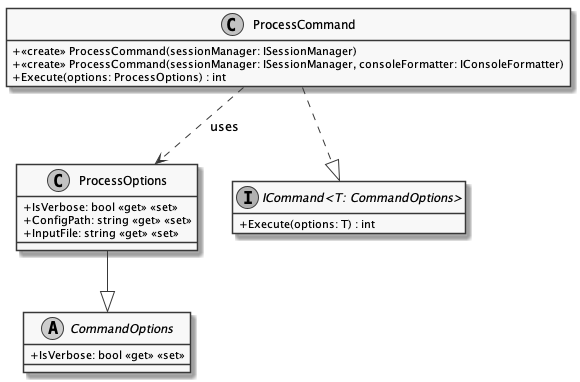 C ProcessCommand
+ «create» ProcessCommand(sessionManager: ISessionManager)
+ «create» ProcessCommand(sessionManager: ISessionManager, consoleFormatter: IConsoleFormatter)
+ Execute(options: ProcessOptions) : int
uses
C ProcessOptions
+ IsVerbose: bool «get» «set»
+ ConfigPath: string «get» «set»
+ InputFile: string «get» «set»
I ICommand<T: CommandOptions>
+ Execute(options: T) : int
A CommandOptions
+ IsVerbose: bool «get» «set»